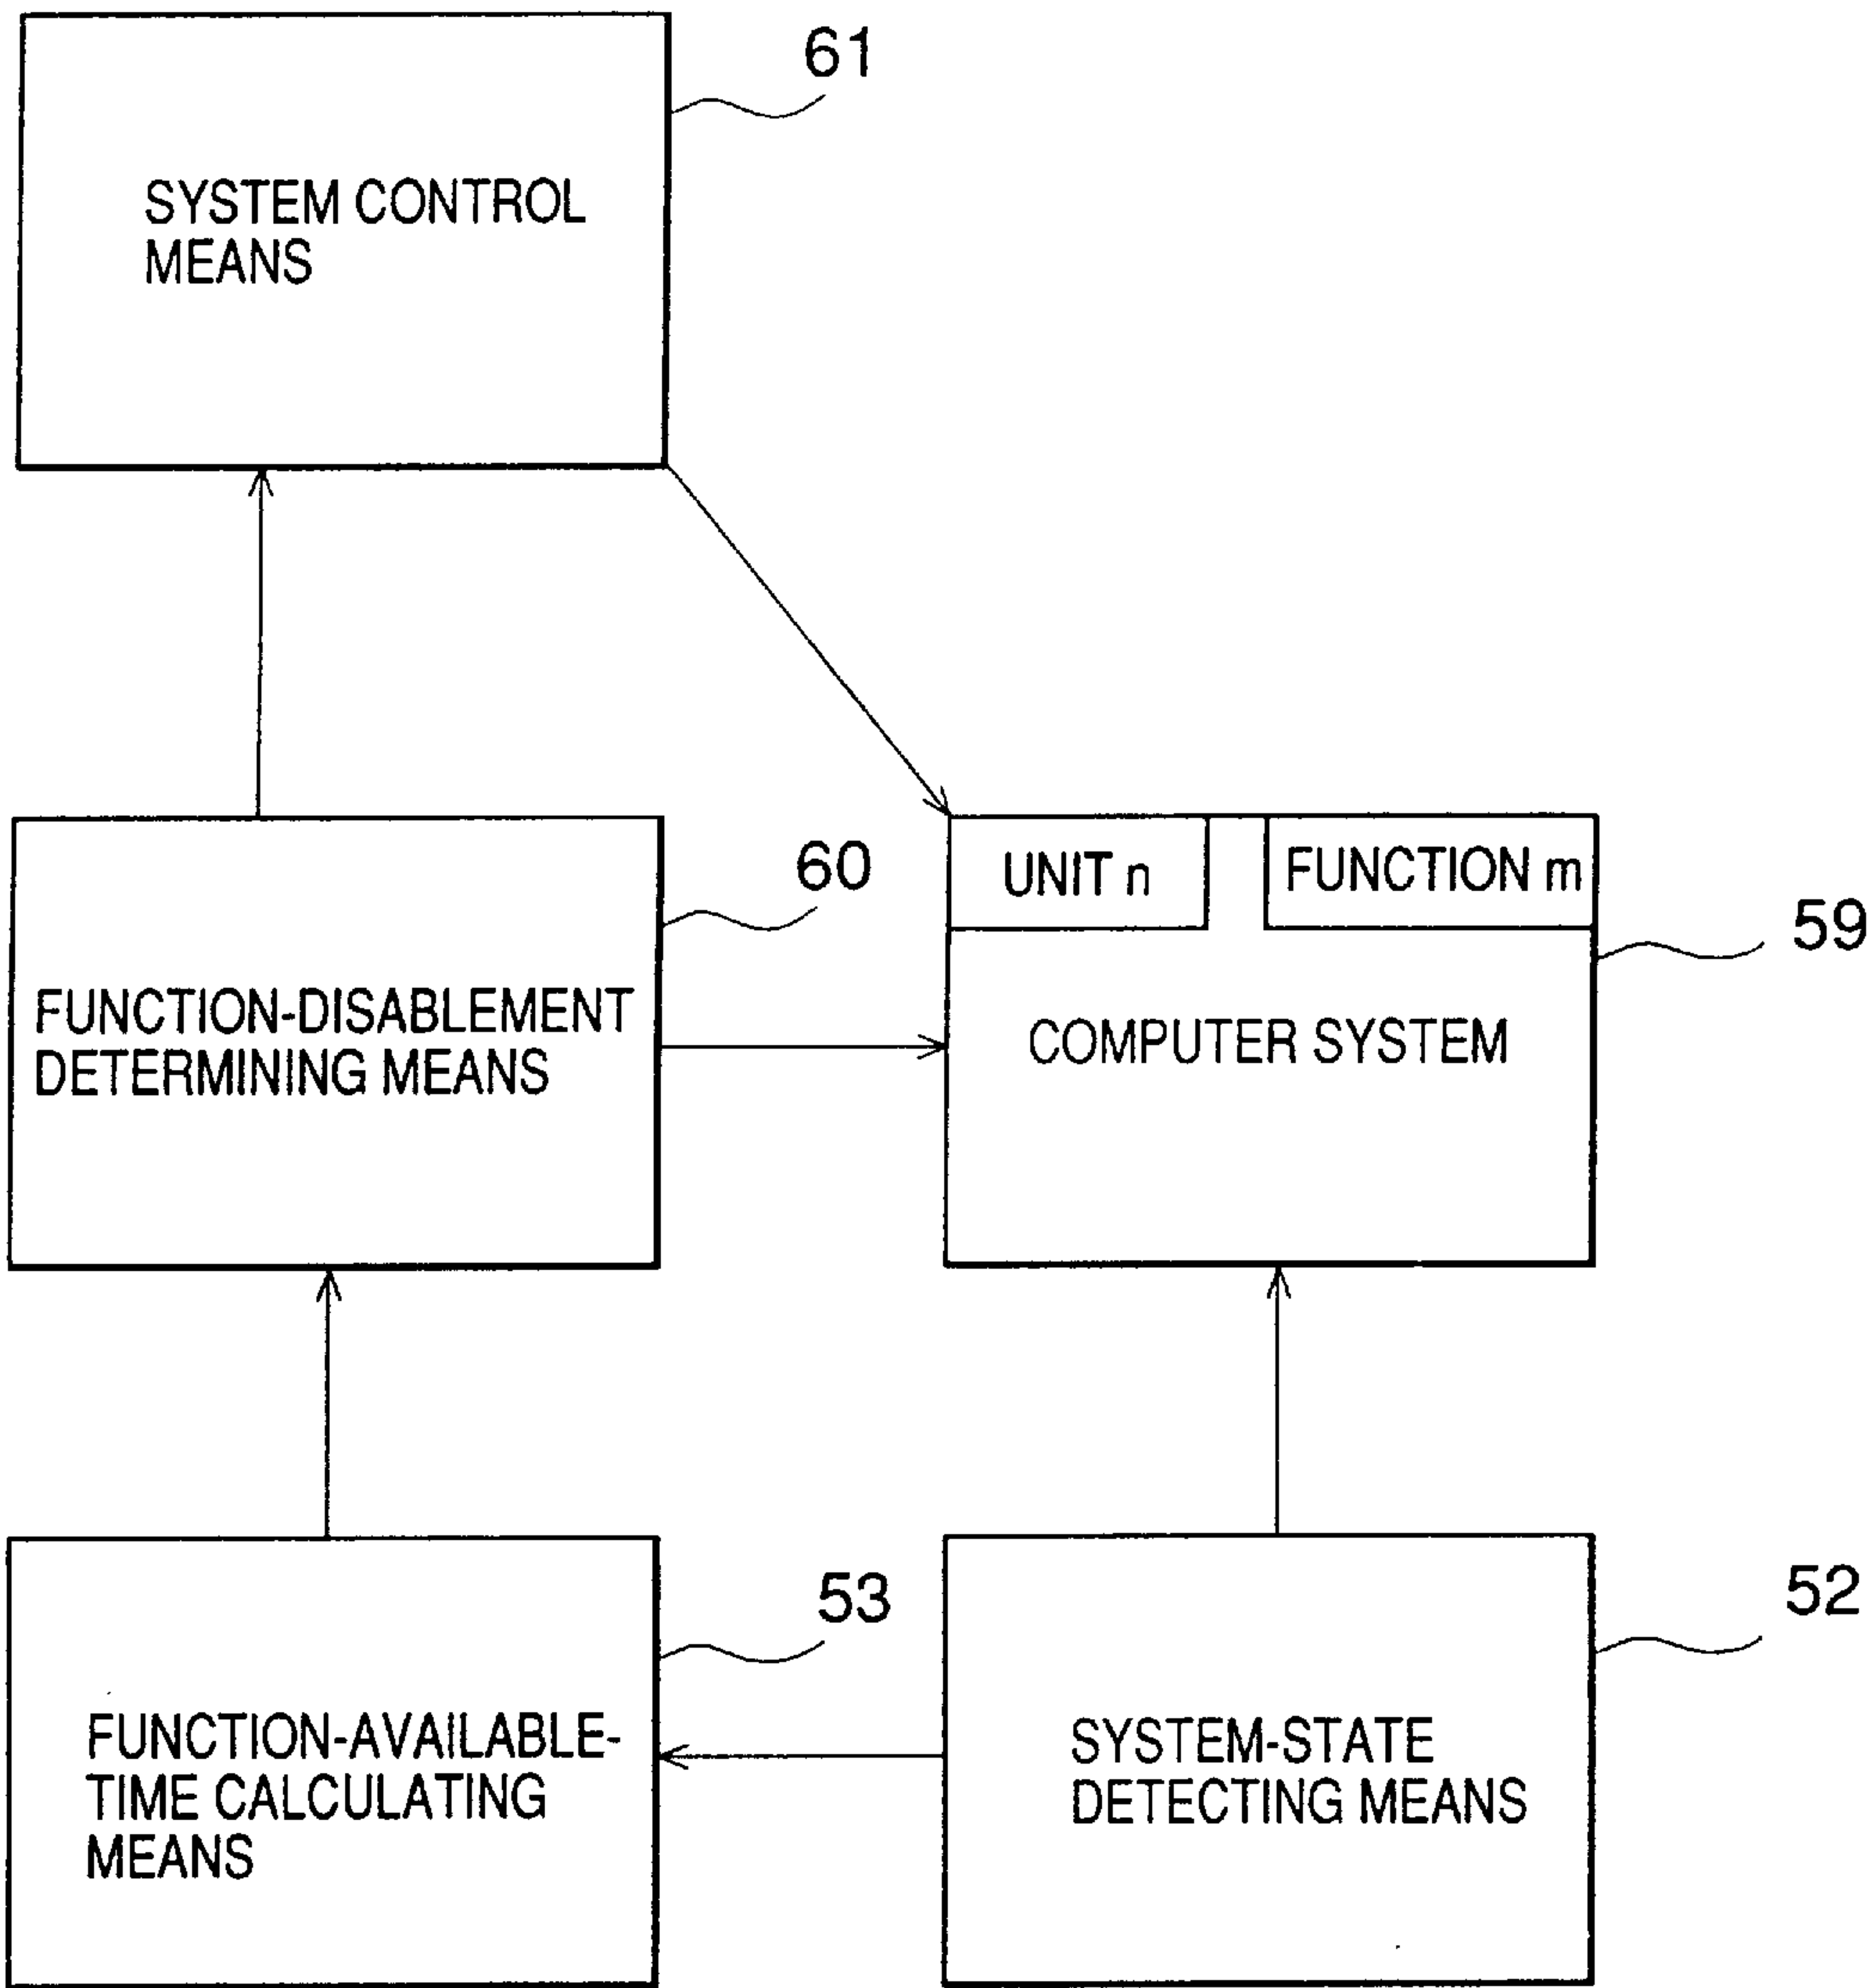 61
SYSTEM CONTROL
MEANS
60
UNIT n
FUNCTION m
59
FUNCTION-DISABLEMENT
DETERMINING MEANS
COMPUTER SYSTEM
53
52
FUNCTION-AVAILABLE-
TIME CALCULATING
MEANS
SYSTEM-STATE
DETECTING MEANS